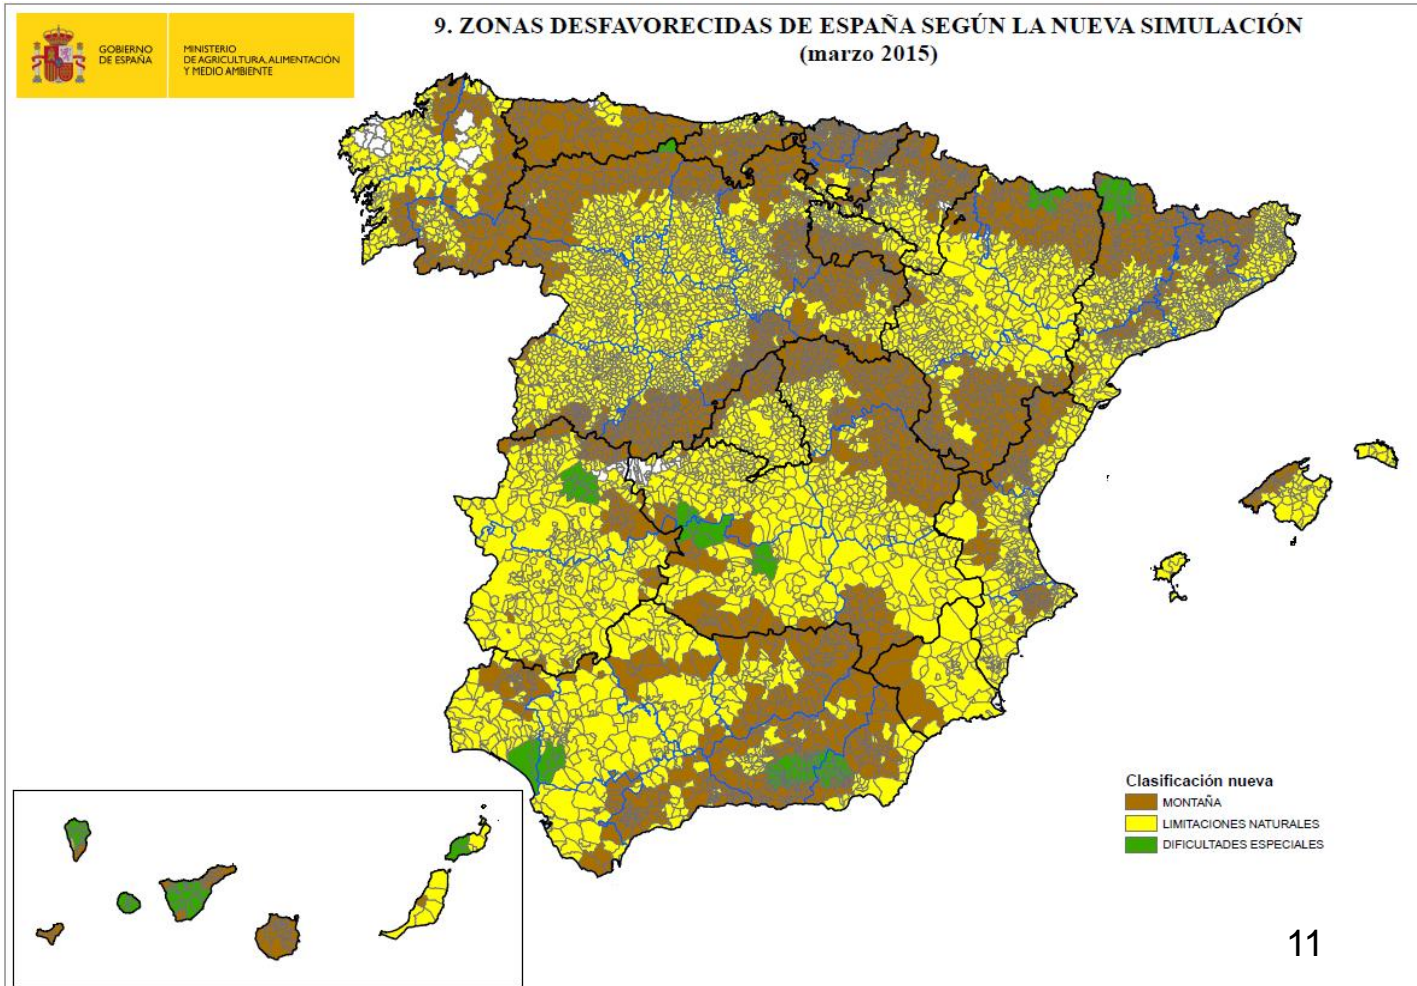 9. ZONAS DESFAVORECIDAS DE ESPAÑA SEGÚN LA NUEVA SIMULACIÓN
(marzo 2015)
GOBIERNO
DE ESPAÑA
MINISTERIO
DE AGRICULTURA, ALIMENTACIÓN
Y MEDIO AMBIENTE
Clasificación nueva
MONTAÑA
LIMITACIONES NATURALES
DIFICULTADES ESPECIALES
11